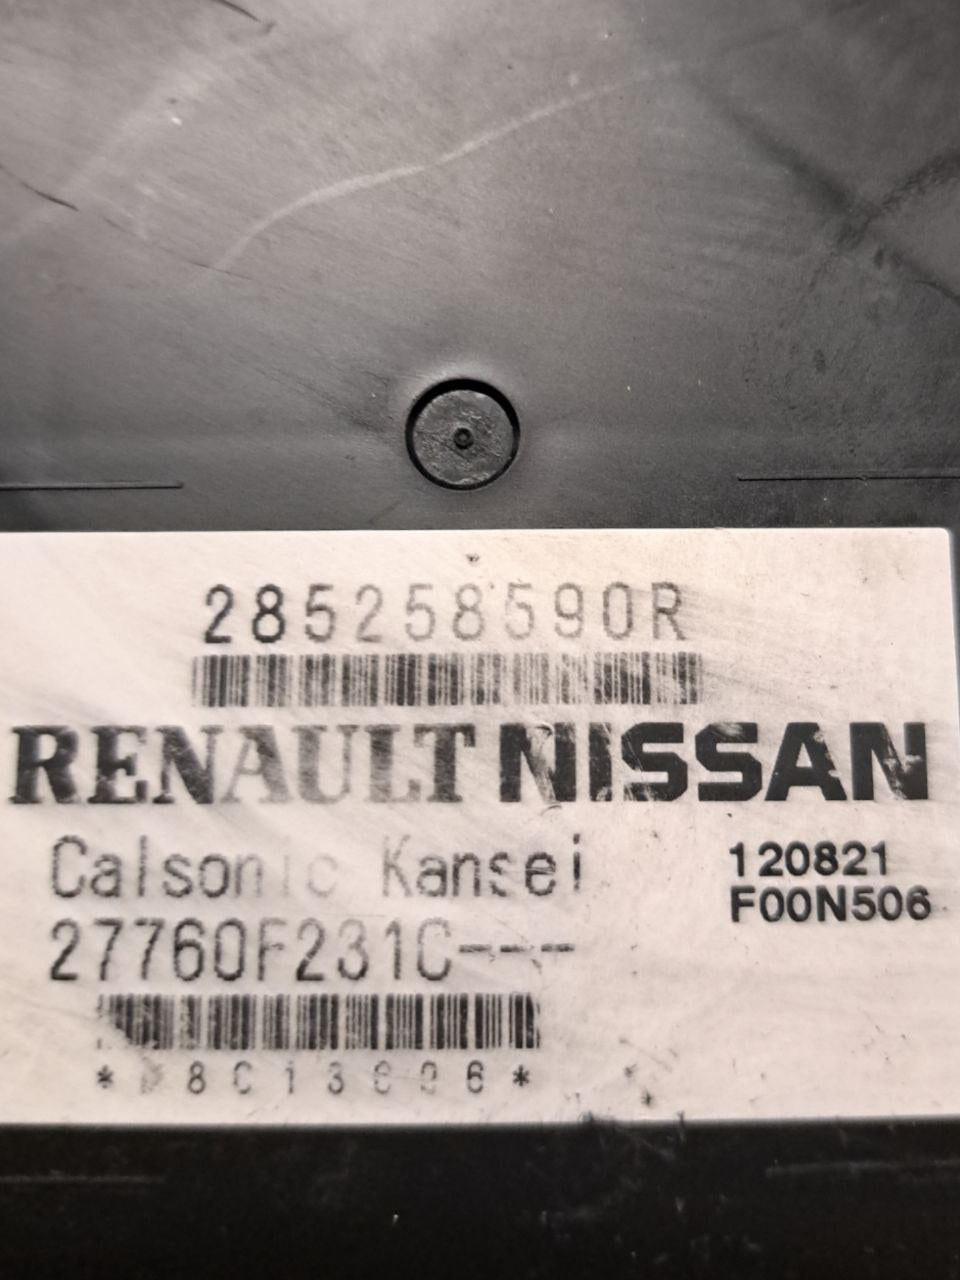 285258590R
RENAULT NISSAN
Calsonic Kansei
120821
F00N506
27760F231C---